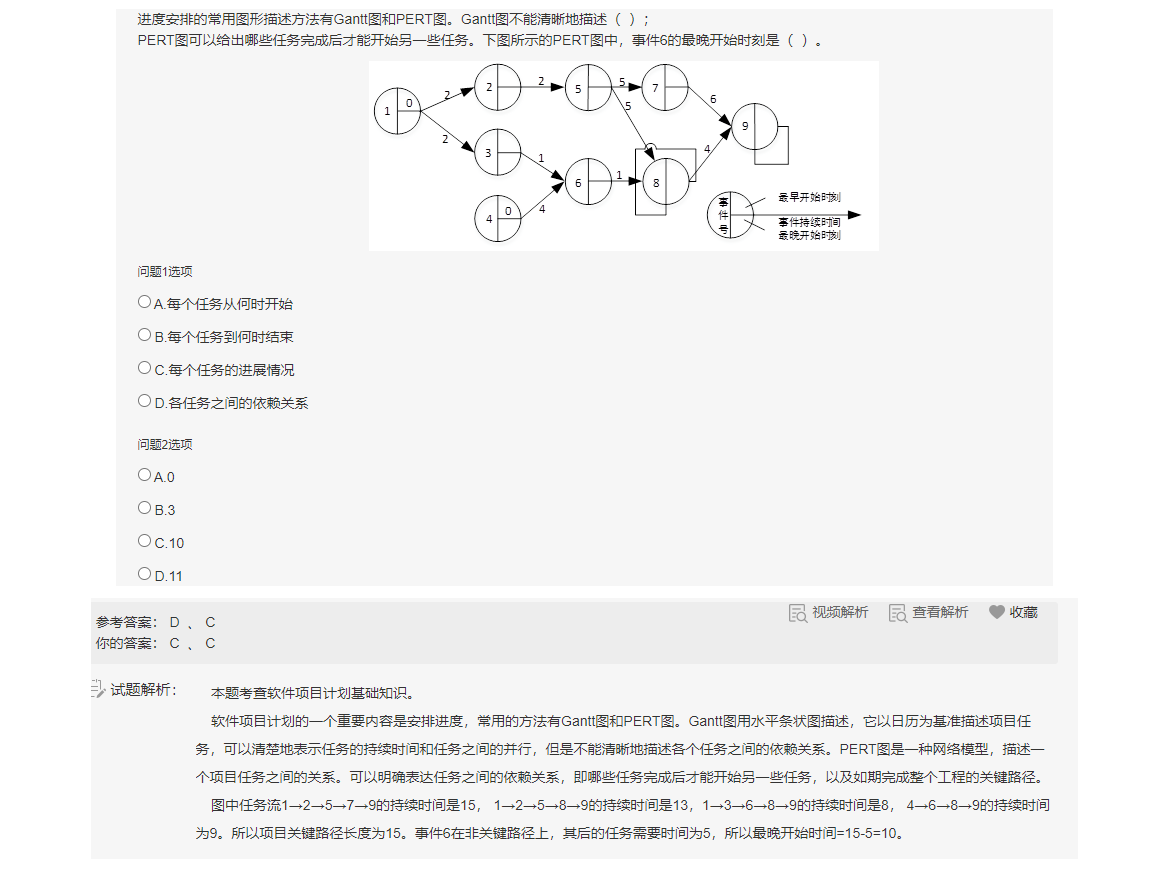 进度安排的常用图形描述方法有Gantt图和PERT图。Gantt图不能清晰地描述（ ）；
PERT图可以给出哪些任务完成后才能开始另一些任务。下图所示的PERT图中，事件6的最晚开始时刻是（ ）。
1 0
2
2
2
2
3
4 0
1
4
5
5
5
6
1
7
8
6
4
9
事件号
最早开始时刻
事件持续时间
最晚开始时刻
问题1选项
A.每个任务从何时开始
B.每个任务到何时结束
C.每个任务的进展情况
D.各任务之间的依赖关系
问题2选项
A.0
B.3
C.10
D.11
参考答案： D 、 C
你的答案： C 、 C
视频解析 查看解析 收藏
试题解析： 本题考查软件项目计划基础知识。
软件项目计划的一个重要内容是安排进度，常用的方法有Gantt图和PERT图。Gantt图用水平条状图描述，它以日历为基准描述项目任
务，可以清楚地表示任务的持续时间和任务之间的并行，但是不能清晰地描述各个任务之间的依赖关系。PERT图是一种网络模型，描述一
个项目任务之间的关系。可以明确表达任务之间的依赖关系，即哪些任务完成后才能开始另一些任务，以及如期完成整个工程的关键路径。
图中任务流1→2→5→7→9的持续时间是15， 1→2→5→8→9的持续时间是13，1→3→6→8→9的持续时间是8， 4→6→8→9的持续时间
为9。所以项目关键路径长度为15。事件6在非关键路径上，其后的任务需要时间为5，所以最晚开始时间=15-5=10。